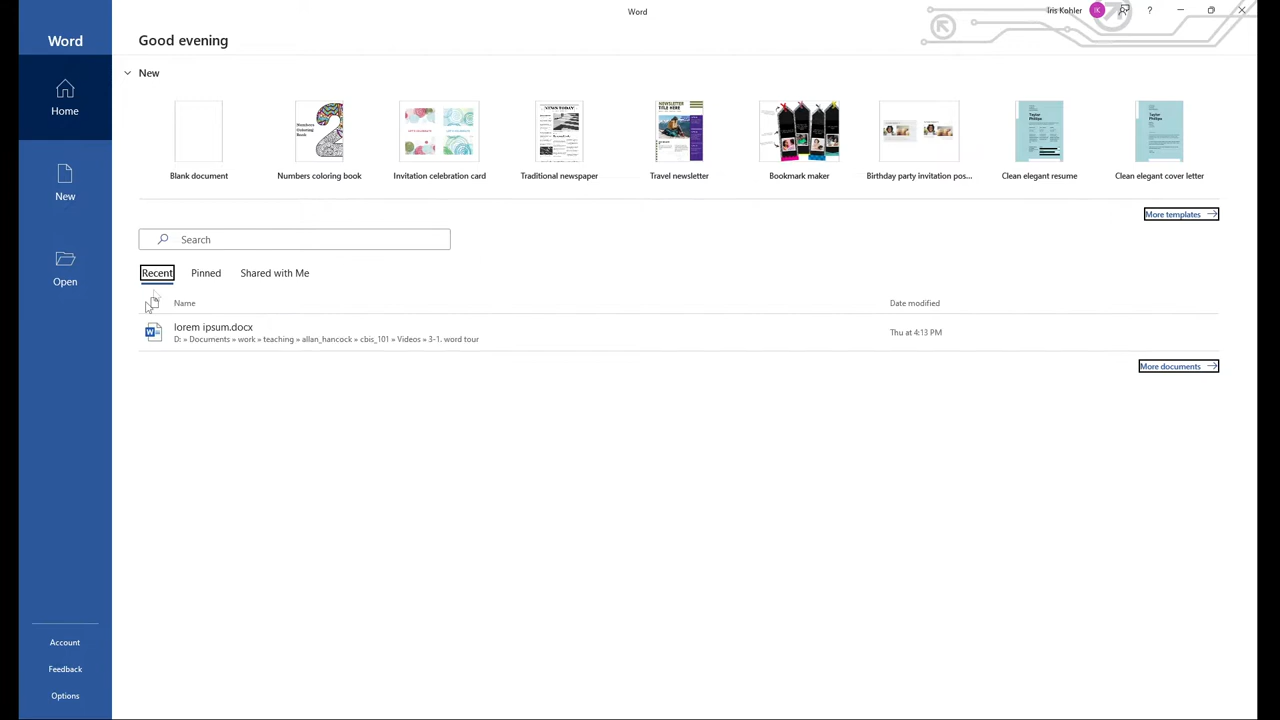 Word
Iris Kohler IK ?
Word
Good evening
Home
New
Open
Account
Feedback
Options
New
Blank document
Numbers coloring book
Invitation celebration card
Traditional newspaper
Travel newsletter
Bookmark maker
Birthday party invitation pos...
Clean elegant resume
Clean elegant cover letter
More templates
Search
Recent Pinned Shared with Me
Name Date modified
lorem ipsum.docx
Thu at 4:13 PM
D: » Documents » work » teaching » allan_hancock » cbis_101 » Videos » 3-1. word tour
More documents